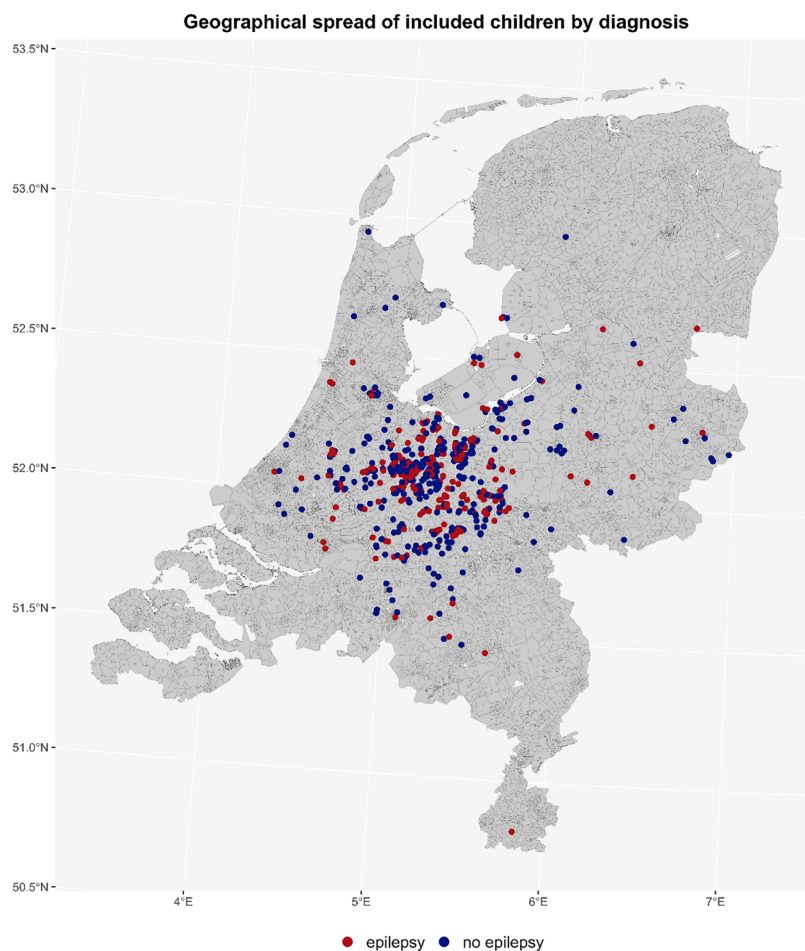 Geographical spread of included children by diagnosis
53.5°N
53.0°N
52.5°N
52.0°N
51.5°N
51.0°N
50.5°N
4°E 5°E 6°E 7°E
epilepsy no epilepsy